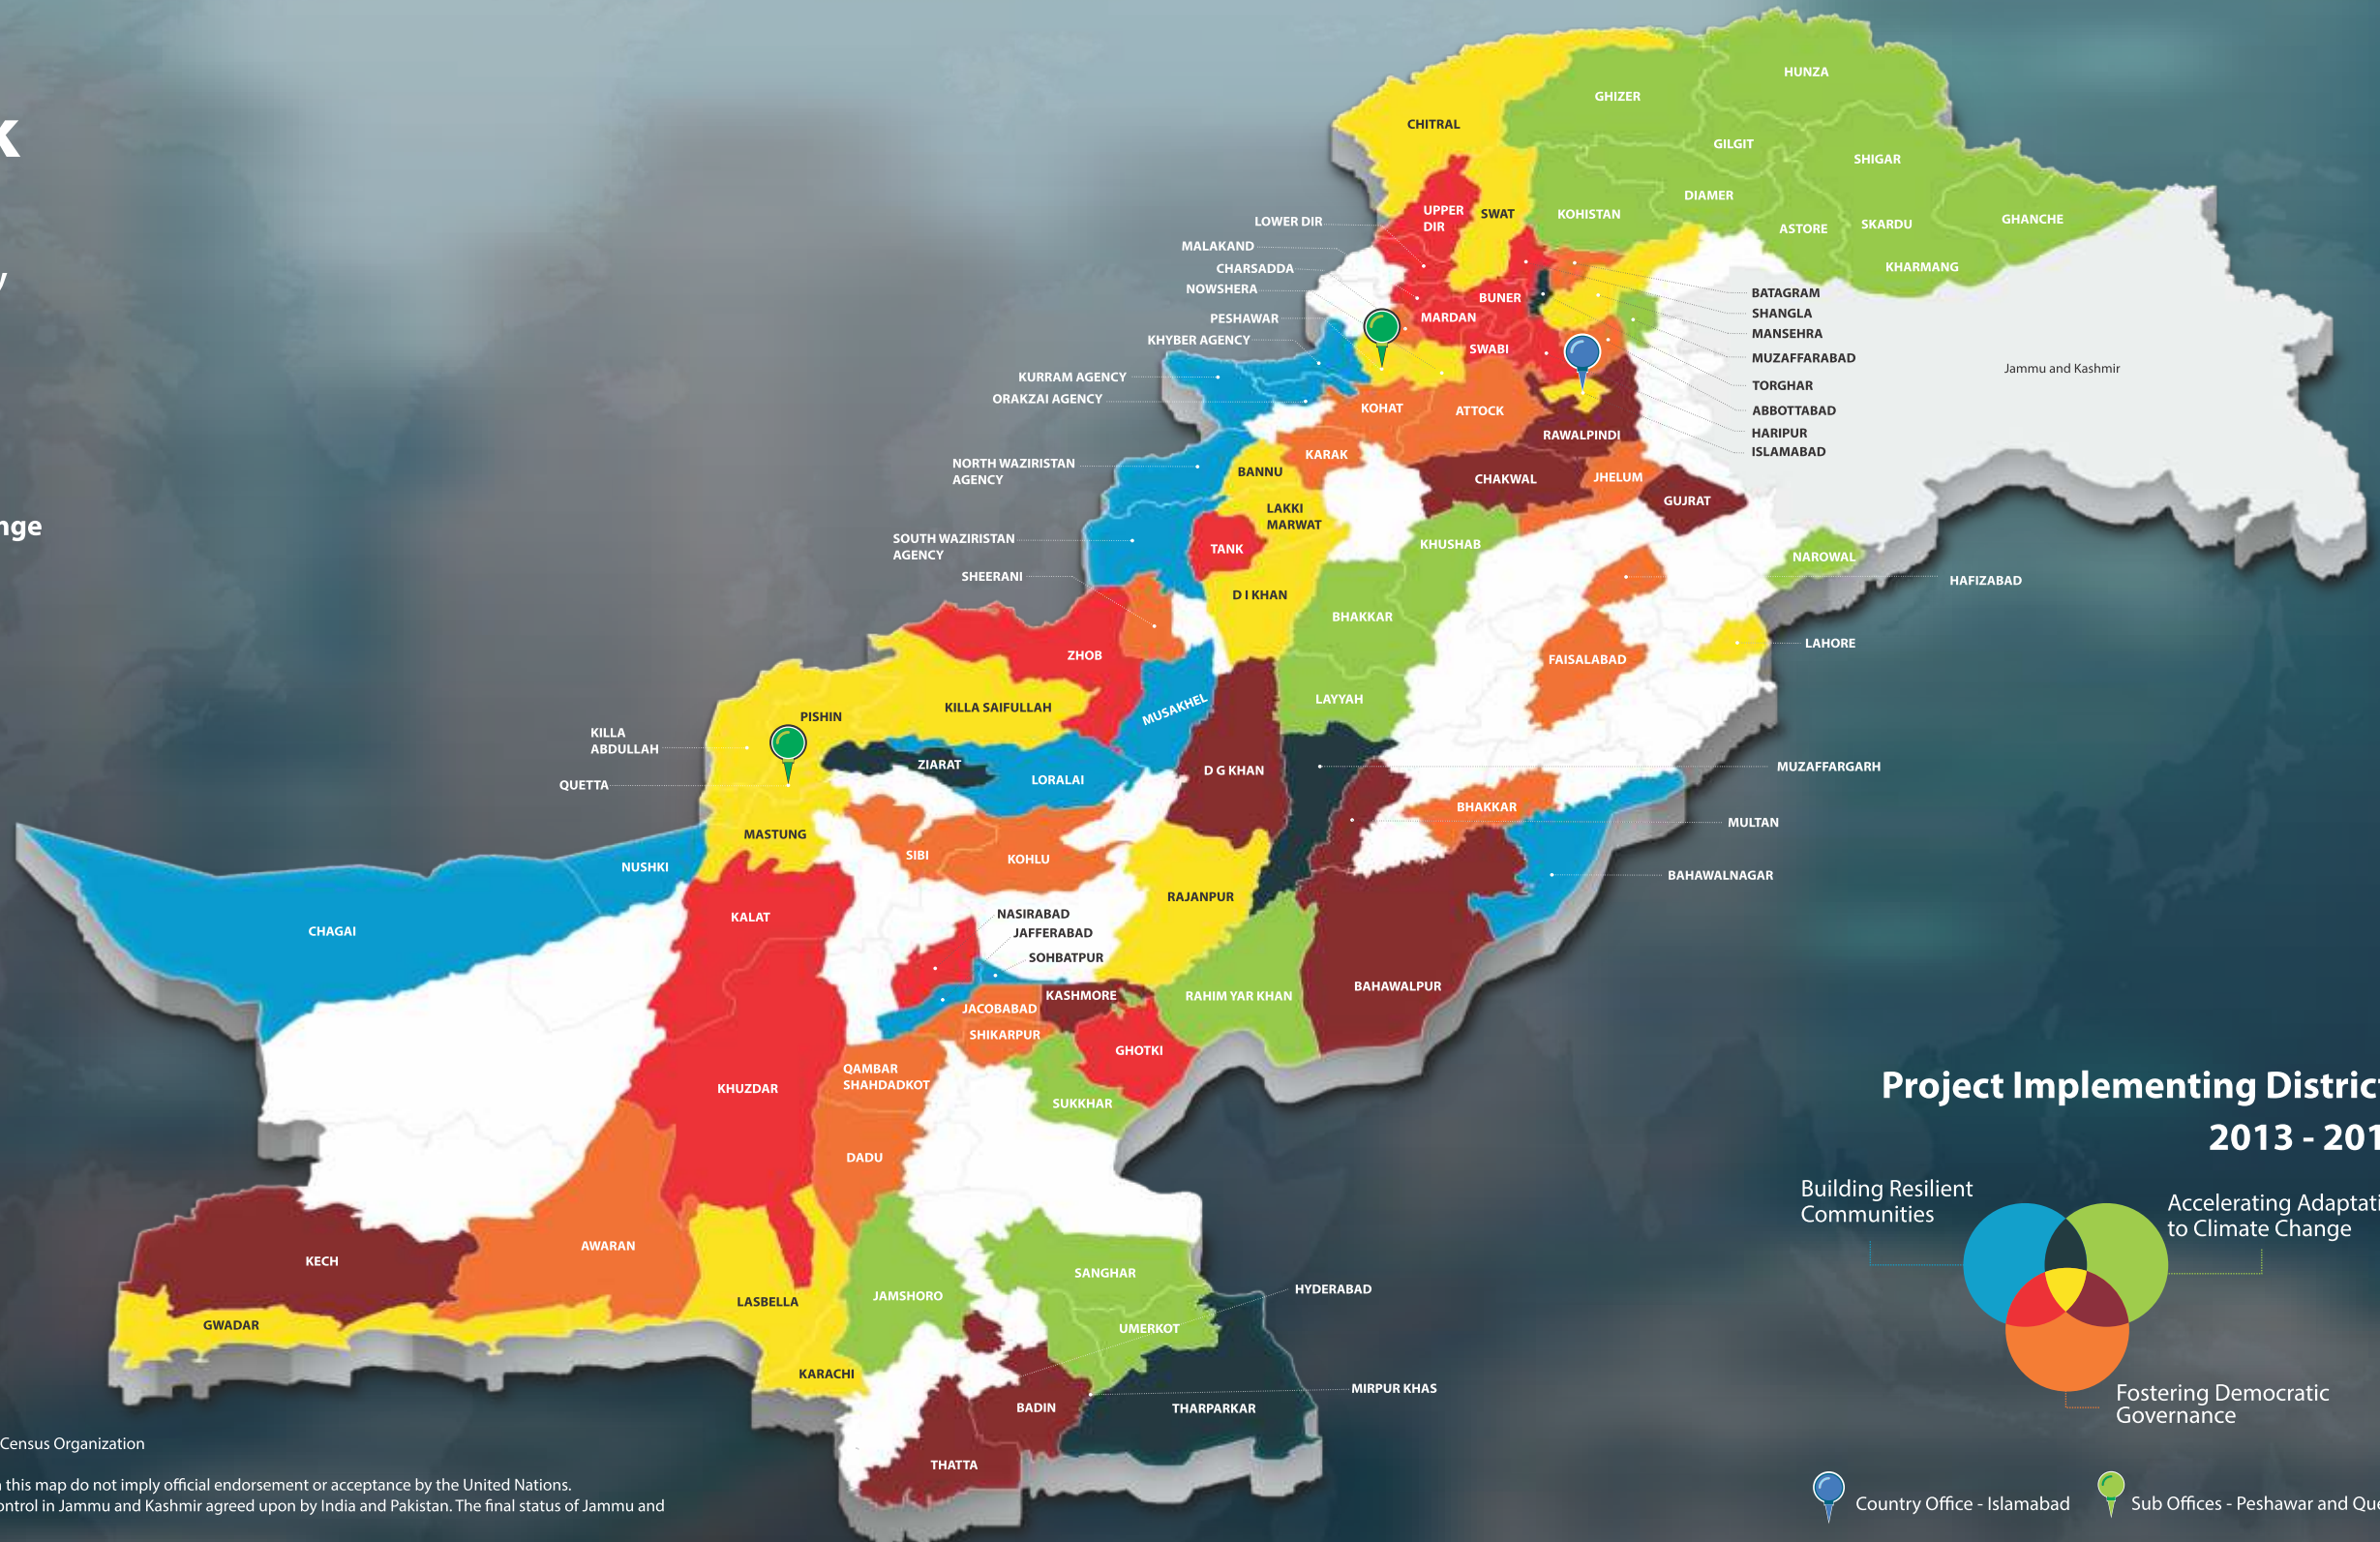 k
y
nge
HUNZA
GHIZER
CHITRAL
GILGIT
SHIGAR
DIAMER
UPPER
DIR
SWAT
KOHISTAN
ASTORE
SKARDU
GHANCHE
KHARMANG
LOWER DIR
MALAKAND
CHARSADDA
NOWSHERA
PESHAWAR
KHYBER AGENCY
KURRAM AGENCY
ORAKZAI AGENCY
BUNER
MARDAN
SWABI
BATAGRAM
SHANGLA
MANSEHRA
MUZAFFARABAD
TORGHAR
ABBOTTABAD
HARIPUR
ISLAMABAD
Jammu and Kashmir
KOHAT
ATTOCK
RAWALPINDI
KARAK
BANNU
NORTH WAZIRISTAN
AGENCY
CHAKWAL
JHELUM
GUJRAT
LAKKI
MARWAT
SOUTH WAZIRISTAN
AGENCY
TANK
KHUSHAB
NAROWAL
SHEERANI
HAFIZABAD
D I KHAN
BHAKKAR
LAHORE
ZHOB
FAISALABAD
LAYYAH
MUSAKHEL
KILLA SAIFULLAH
PISHIN
KILLA
ABDULLAH
QUETTA
ZIARAT
LORALAI
D G KHAN
MUZAFFARGARH
BHAKKAR
MULTAN
MASTUNG
SIBI
KOHLU
NUSHKI
BAHAWALNAGAR
RAJANPUR
KALAT
CHAGAI
NASIRABAD
JAFFERABAD
SOHBATPUR
BAHAWALPUR
RAHIM YAR KHAN
KASHMORE
JACOBABAD
SHIKARPUR
GHOTKI
QAMBAR
SHAHDADKOT
KHUZDAR
SUKKHAR
DADU
AWARAN
KECH
GWADAR
LASBELLA
JAMSHORO
SANGHAR
HYDERABAD
UMERKOT
KARACHI
MIRPUR KHAS
BADIN
THARPARKAR
THATTA
Project Implementing District
2013 - 201
Building Resilient
Communities
Accelerating Adaptati
to Climate Change
Fostering Democratic
Governance
Country Office - Islamabad
Sub Offices - Peshawar and Que
Census Organization
n this map do not imply official endorsement or acceptance by the United Nations.
ontrol in Jammu and Kashmir agreed upon by India and Pakistan. The final status of Jammu and